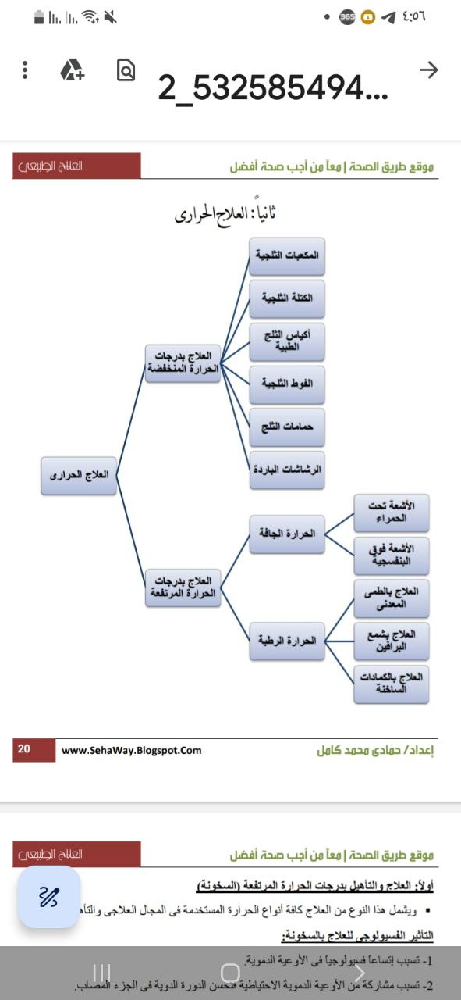 ٤:٥٦
365
2_532585494...
موقع طريق الصحة | معاً من أجب صحة أفضل
العلاج الطبيعى
ثانياً: العلاج الحرارى
المكعبات الثلجية
الكتلة الثلجية
أكياس الثلج
الطبية
العلاج بدرجات
الحرارة المنخفضة
الفوط الثلجية
حمامات الثلج
الرشاشات الباردة
العلاج الحرارى
الأشعة تحت
الحمراء
الحرارة الجافة
الأشعة فوق
البنفسجية
العلاج بدرجات
الحرارة المرتفعة
العلاج بالطمى
المعدنى
الحرارة الرطبة
العلاج بشمع
البرافين
العلاج بالكمادات
الساخنة
إعداد/ حمادى محمد كامل
www.SehaWay.Blogspot.Com
20
موقع طريق الصحة | معاً من أجب صحة أفضل
العلاج الطبيعى
أولاً: العلاج والتأهيل بدرجات الحرارة المرتفعة (السخونة)
▪ ويشمل هذا النوع من العلاج كافة أنواع الحرارة المستخدمة فى المجال العلاجى
التأثير الفسيولوجى للعلاج بالسخونة:
1- تسبب إتساعاً فسيولوجياً فى الأوعية الدموية.
2- تسبب مشاركة من الأوعية الدموية الاحتياطية فتحسن الدورة الدوية فى الجزء المصاب.